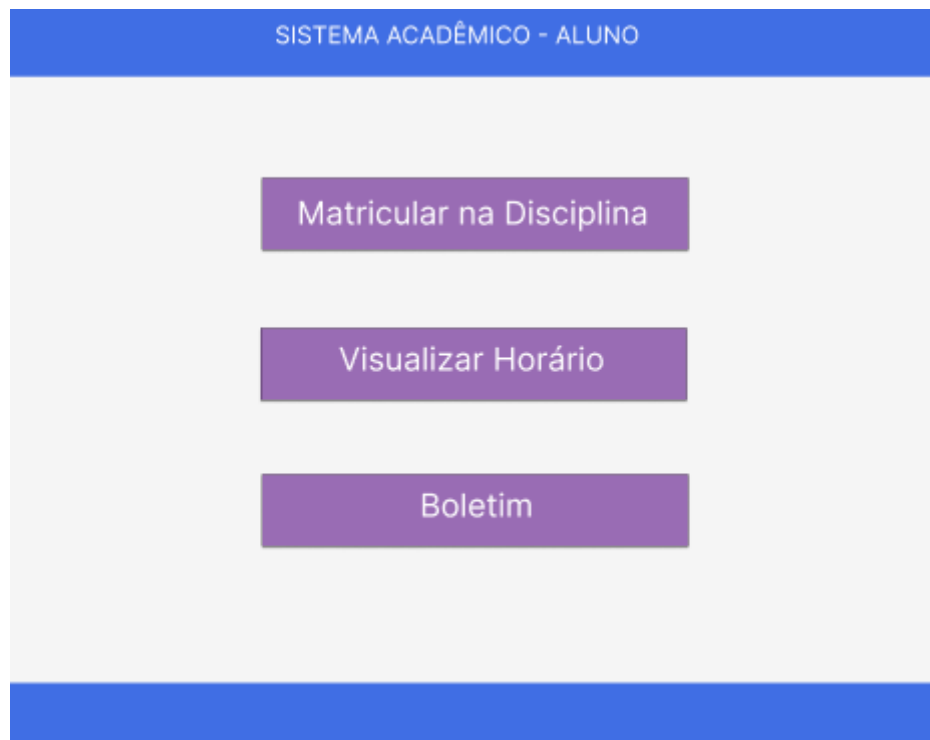 SISTEMA ACADÊMICO - ALUNO
Matricular na Disciplina
Visualizar Horário
Boletim